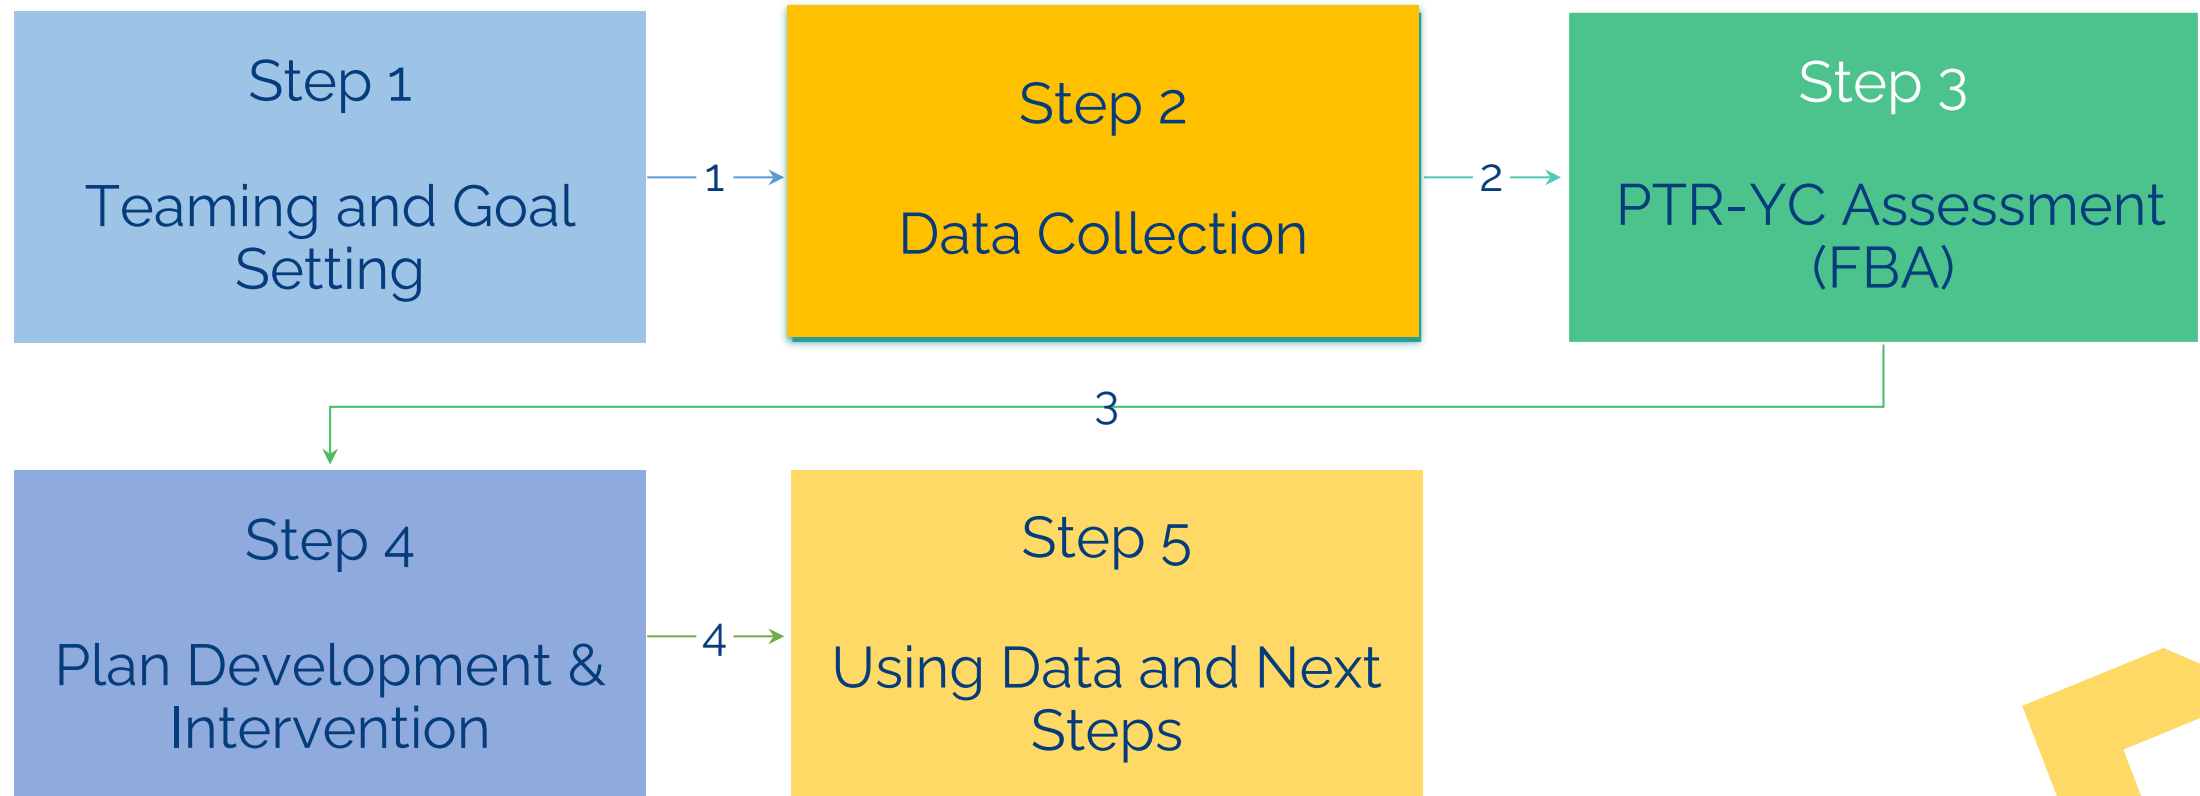 Step 1
Teaming and Goal
Setting
1
Step 2
Data Collection
2
Step 3
PTR-YC Assessment
(FBA)
3
Step 4
Plan Development &
Intervention
4
Step 5
Using Data and Next
Steps